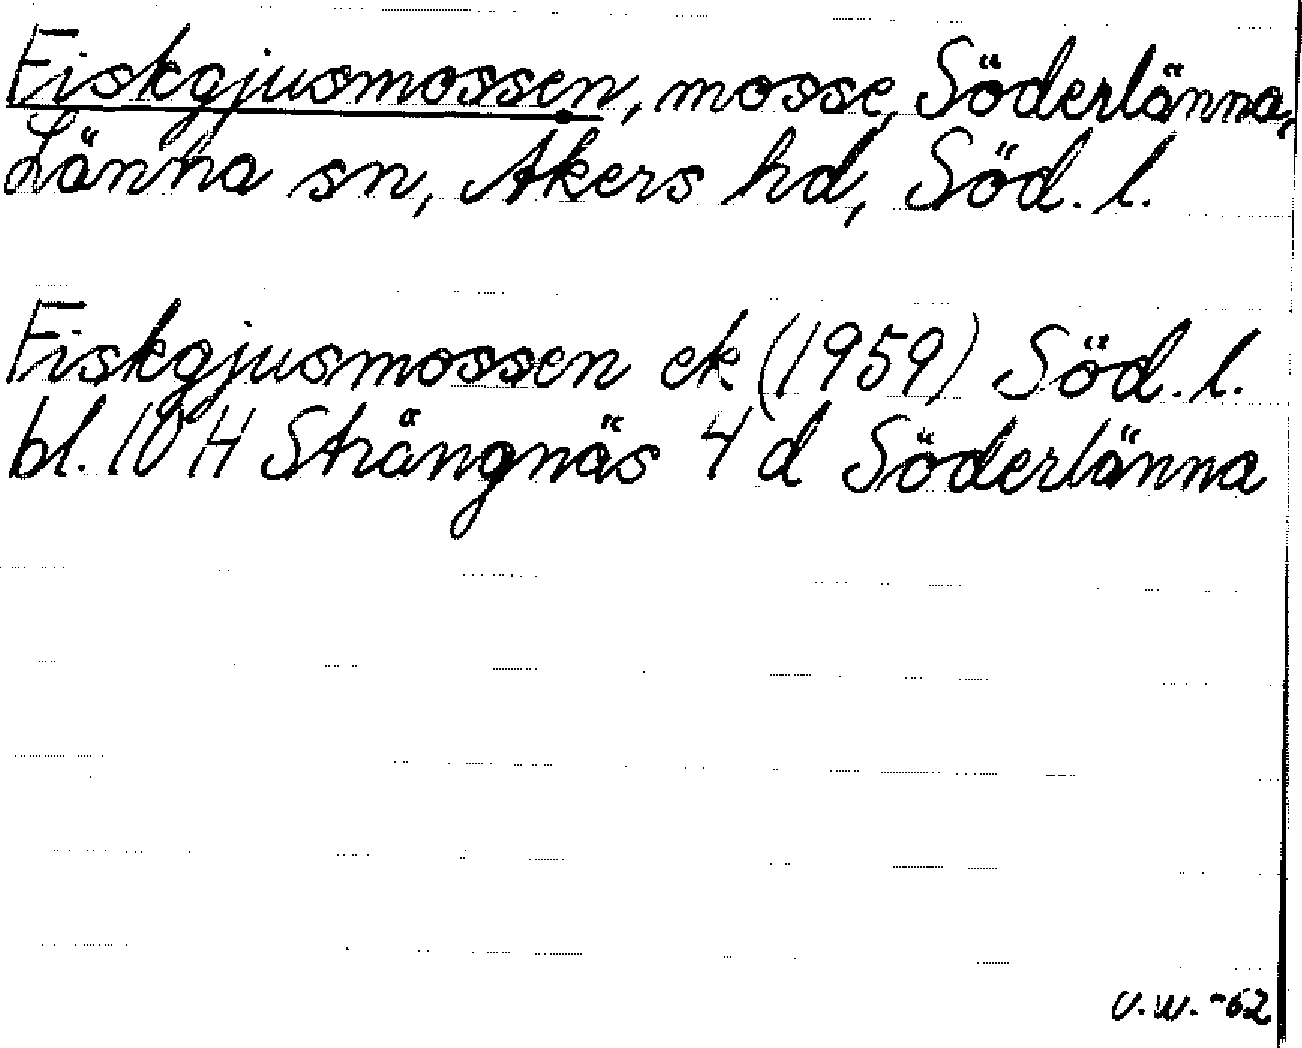 Fiskgjusmossen, mosse, Söderlänna,
Länna sn, Åkers hd, Söd. l.
Fiskgjusmossen ek (1959) Söd. l.
bl. 10 H Strängnäs 4 d Söderlänna
U.W. -62